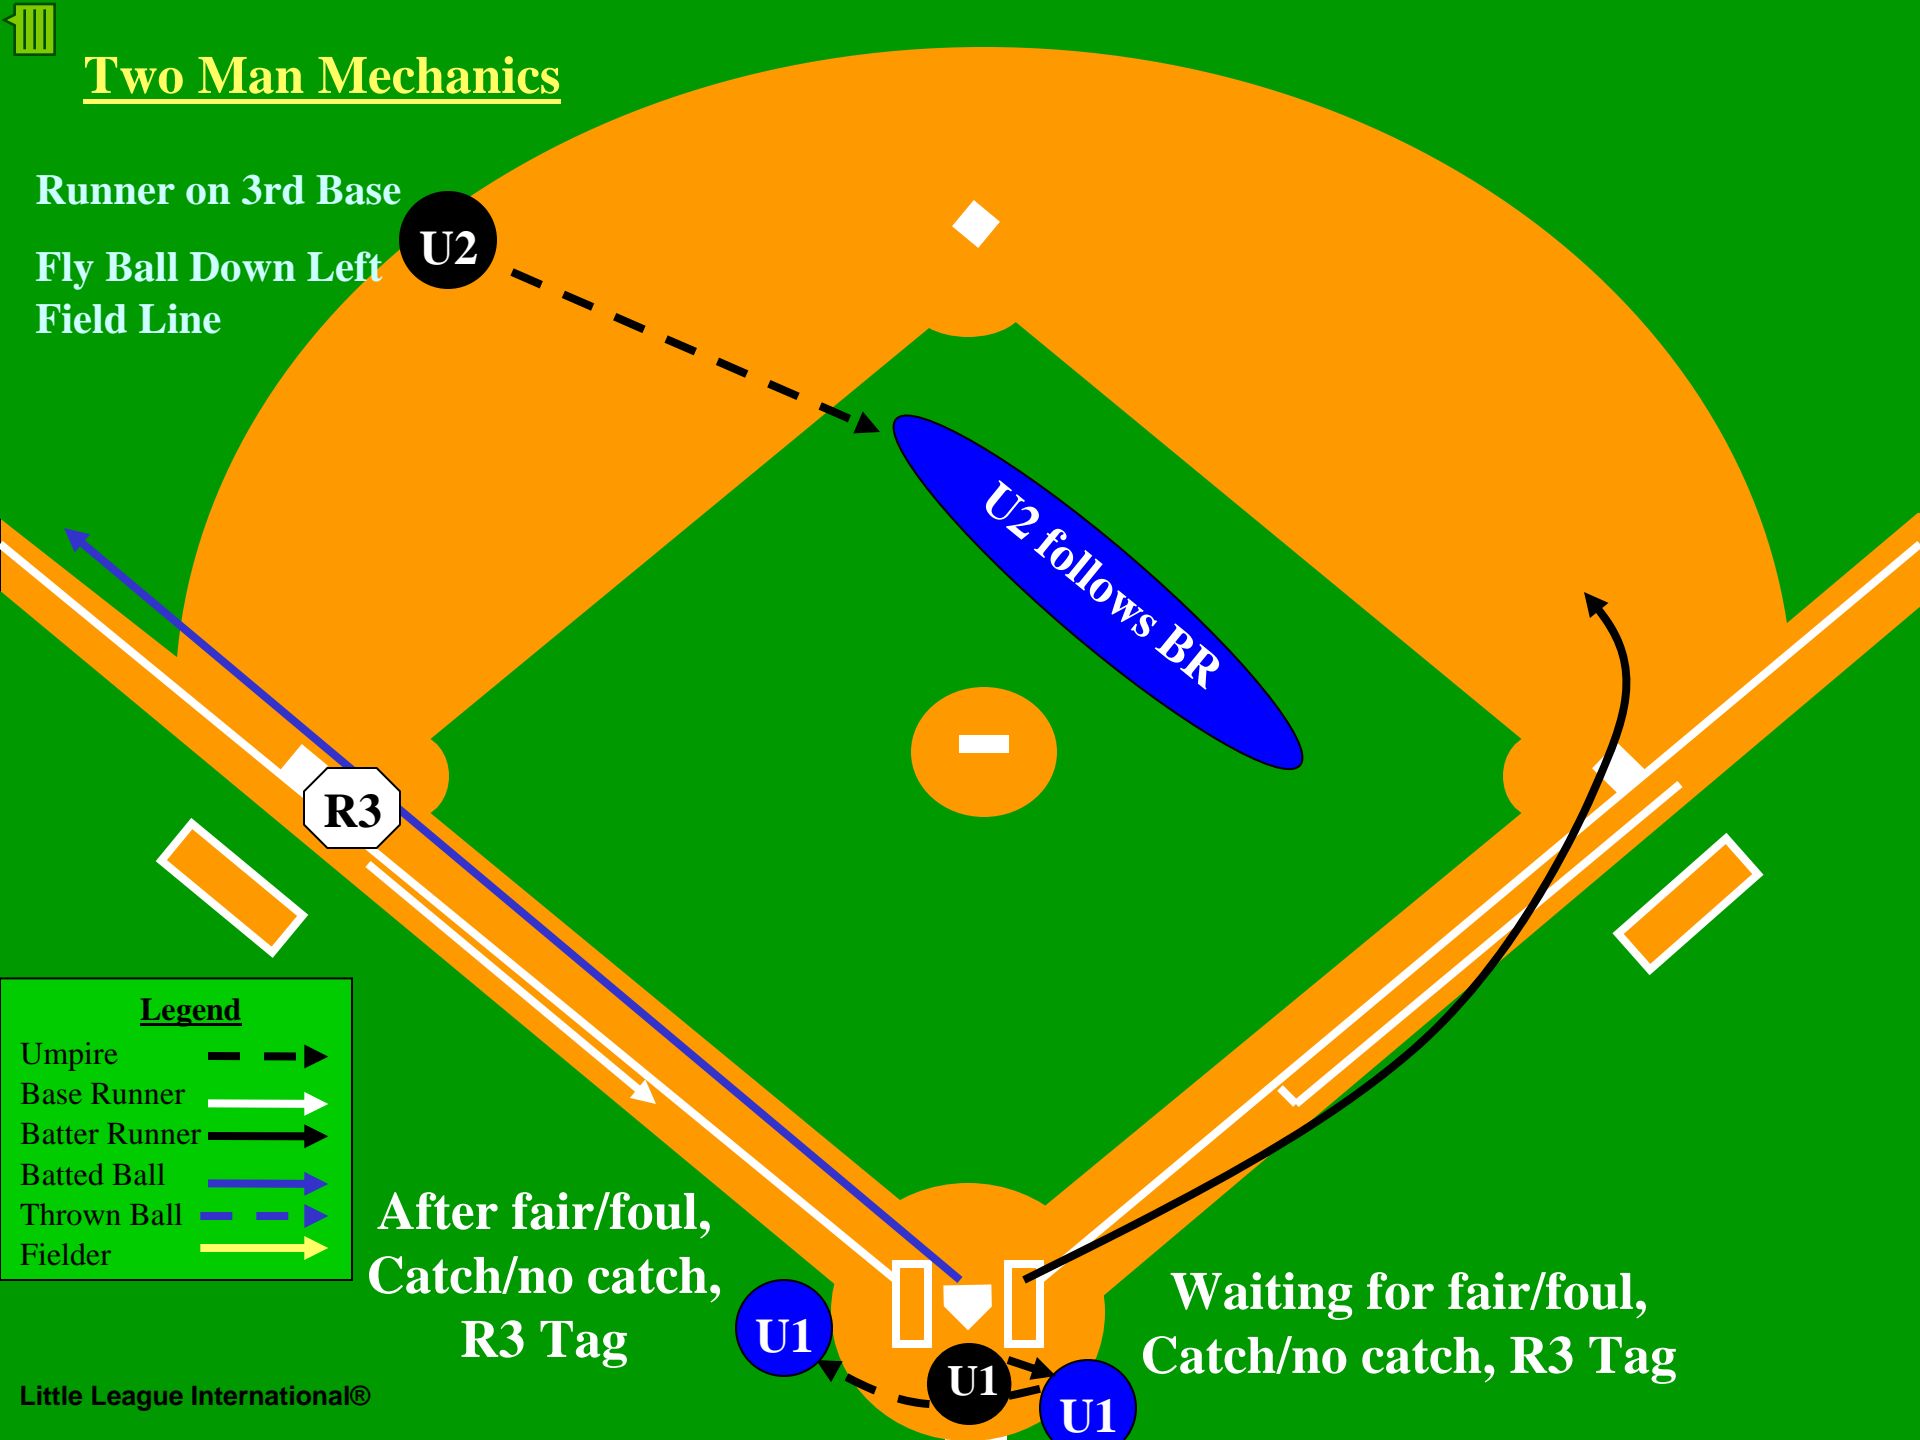 Two Man Mechanics
Runner on 3rd Base
Fly Ball Down Left
Field Line
U2
U2 follows BR
R3
Legend
Umpire
Base Runner
Batter Runner
Batted Ball
Thrown Ball
Fielder
After fair/foul,
Catch/no catch,
R3 Tag
U1
U1
U1
Waiting for fair/foul,
Catch/no catch, R3 Tag
Little League International®